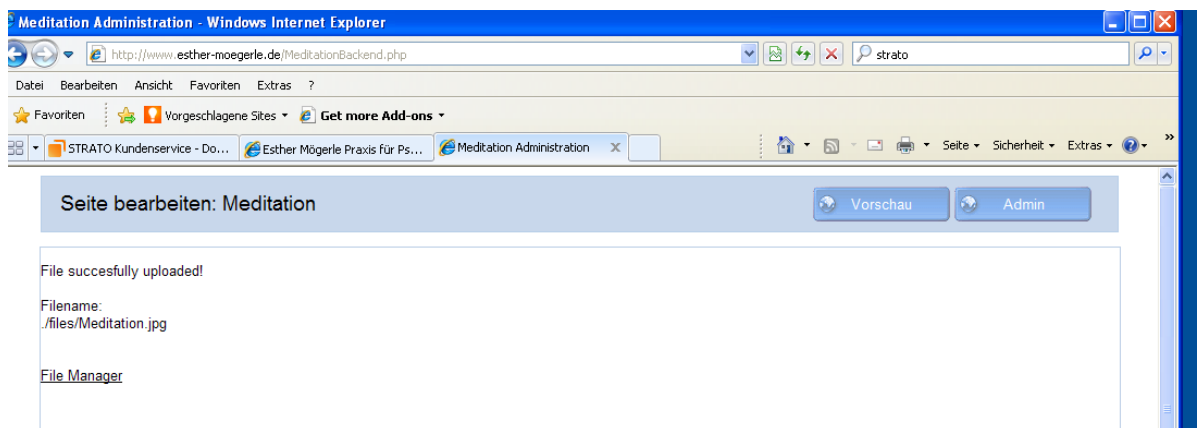 Meditation Administration - Windows Internet Explorer
http://www.esther-moegerle.de/MeditationBackend.php
strato
Datei Bearbeiten Ansicht Favoriten Extras ?
Favoriten Vorgeschlagene Sites Get more Add-ons
STRATO Kundenservice - Do... Esther Mögerle Praxis für Ps... Meditation Administration X Seite Sicherheit Extras »
Seite bearbeiten: Meditation Vorschau Admin
File succesfully uploaded!
Filename:
./files/Meditation.jpg
File Manager